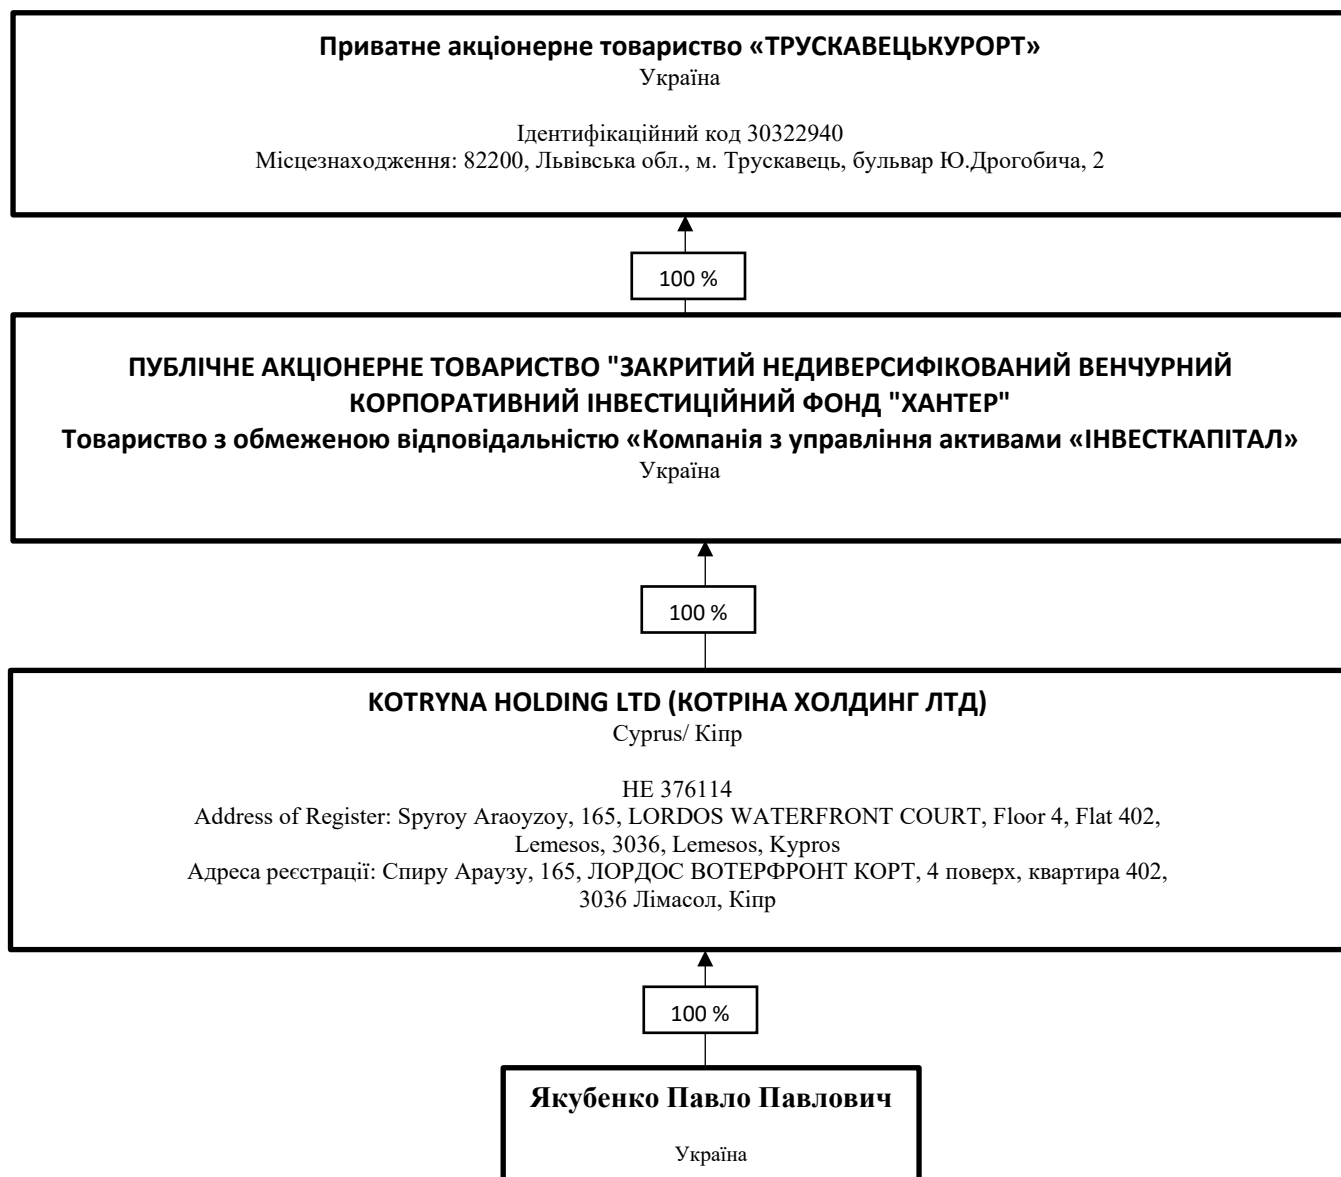 Приватне акціонерне товариство «ТРУСКАВЕЦЬКУРОРТ»
Україна
Ідентифікаційний код 30322940
Місцезнаходження: 82200, Львівська обл., м. Трускавець, бульвар Ю.Дрогобича, 2
100 %
ПУБЛІЧНЕ АКЦІОНЕРНЕ ТОВАРИСТВО "ЗАКРИТИЙ НЕДИВЕРСИФІКОВАНИЙ ВЕНЧУРНИЙ
КОРПОРАТИВНИЙ ІНВЕСТИЦІЙНИЙ ФОНД "ХАНТЕР"
Товариство з обмеженою відповідальністю «Компанія з управління активами «ІНВЕСТКАПІТАЛ»
Україна
100 %
KOTRYNA HOLDING LTD (КОТРІНА ХОЛДИНГ ЛТД)
Cyprus/ Кіпр
HE 376114
Address of Register: Spyroy Araoyzoy, 165, LORDOS WATERFRONT COURT, Floor 4, Flat 402,
Lemesos, 3036, Lemesos, Kypros
Адреса реєстрації: Спиру Араузу, 165, ЛОРДОС ВОТЕРФРОНТ КОРТ, 4 поверх, квартира 402,
3036 Лімасол, Кіпр
100 %
Якубенко Павло Павлович
Україна